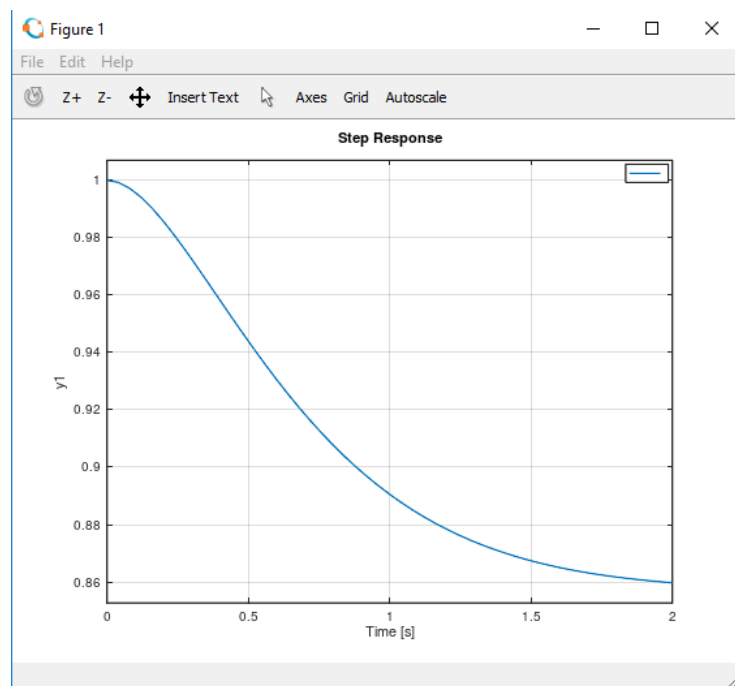 Figure 1
File Edit Help
Z+ Z- Insert Text Axes Grid Autoscale
Step Response
1
0.98
0.96
0.94
0.92
0.9
0.88
0.86
y1
0 0.5 1 1.5 2
Time [s]